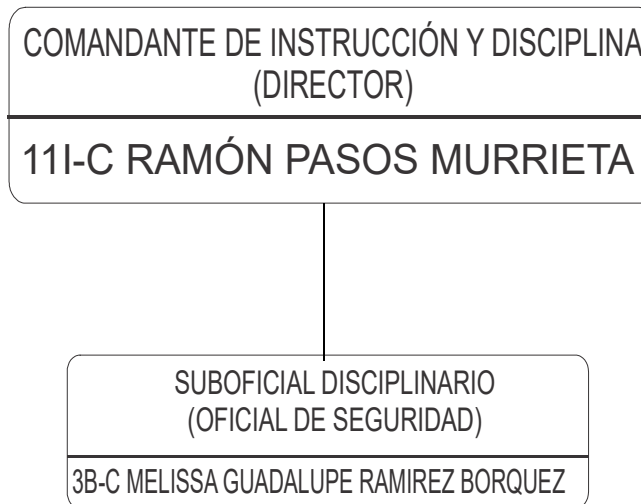 COMANDANTE DE INSTRUCCIÓN Y DISCIPLINA
(DIRECTOR)
11I-C RAMÓN PASOS MURRIETA
SUBOFICIAL DISCIPLINARIO
(OFICIAL DE SEGURIDAD)
3B-C MELISSA GUADALUPE RAMIREZ BORQUEZ